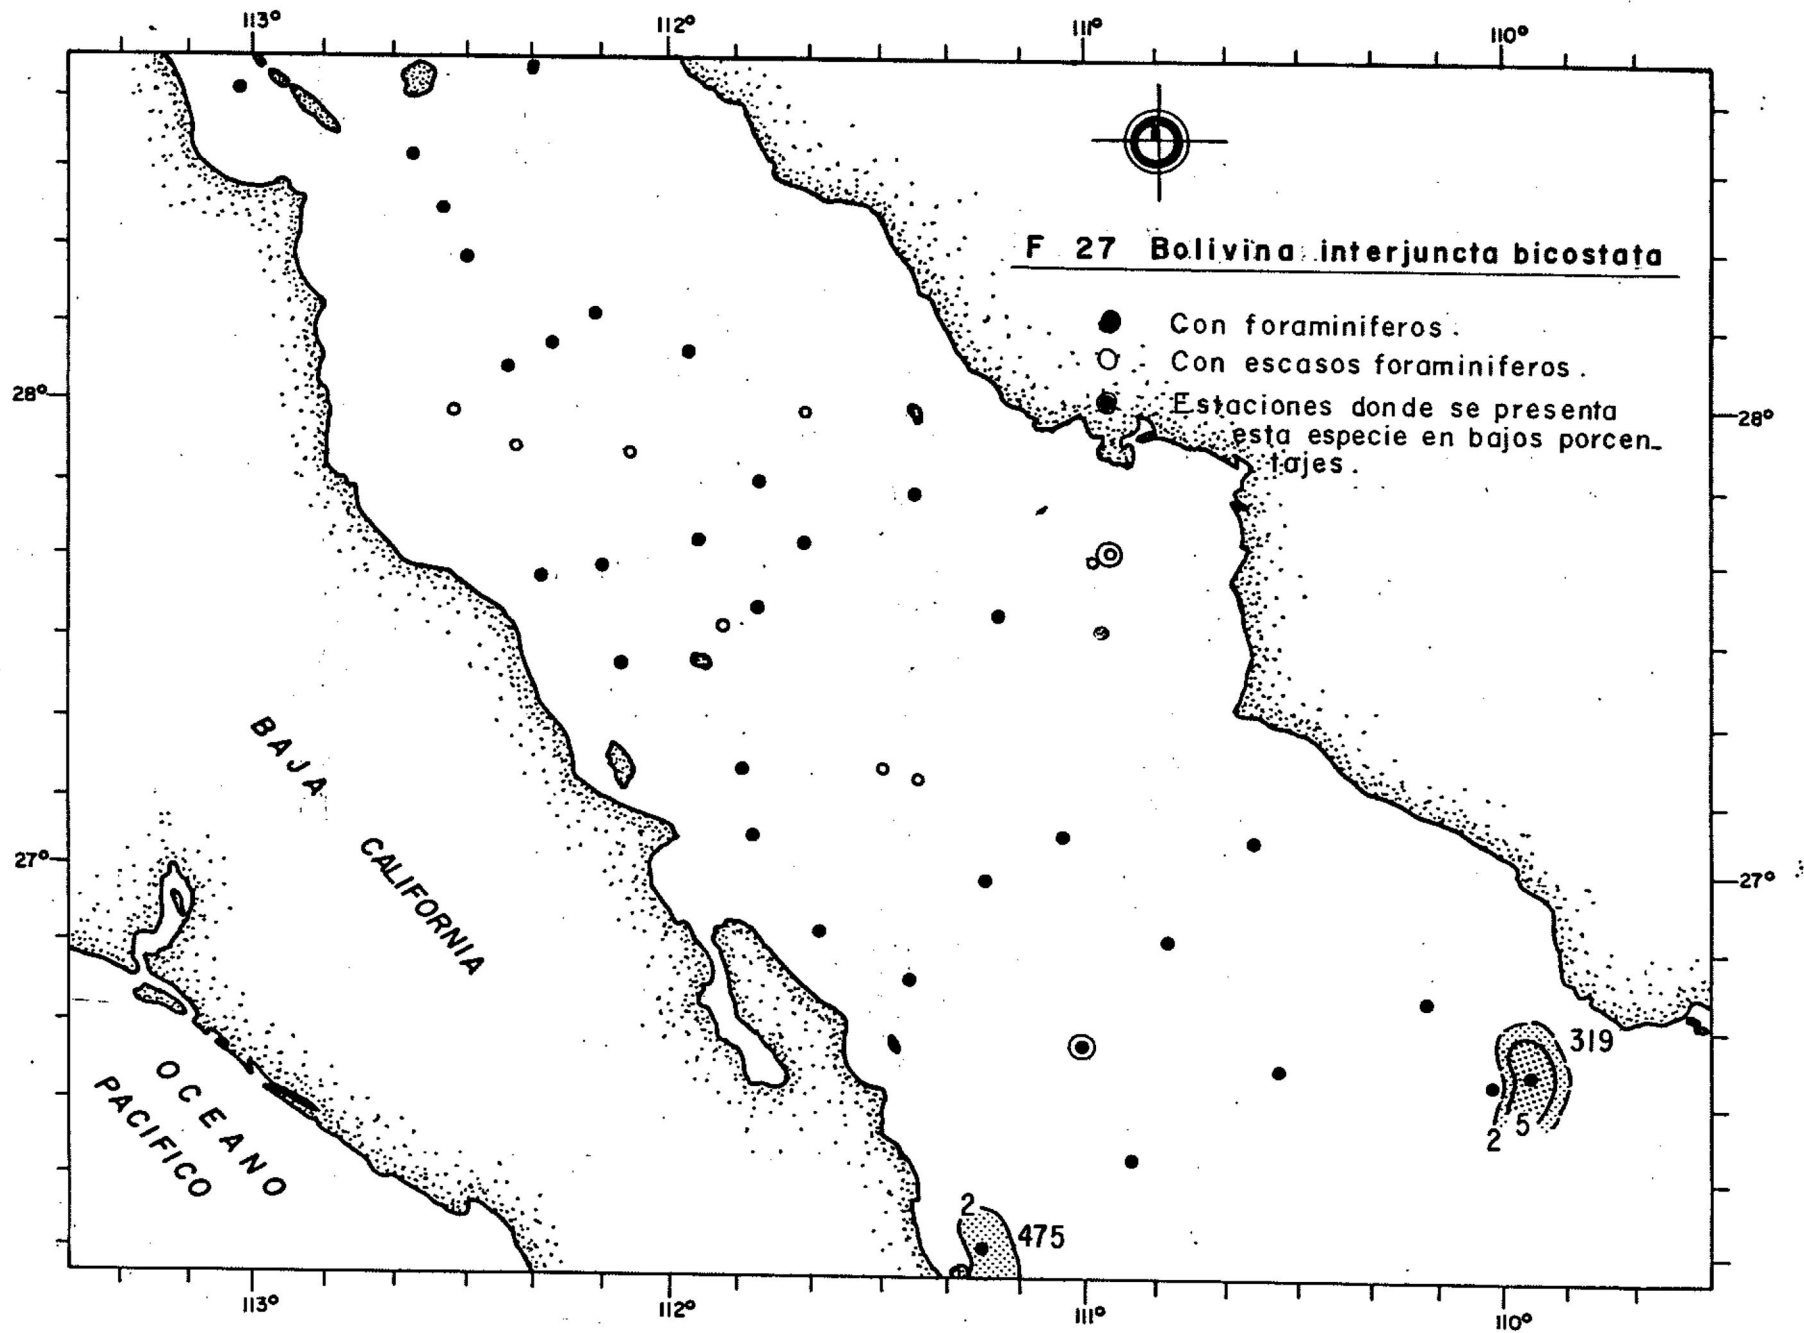 113° 112° 111° 110°
F 27 Bolivina interjuncta bicostata
Con foraminiferos.
Con escasos foraminiferos.
Estaciones donde se presenta
esta especie en bajos porcen-
tajes.
28° 28°
BAJA
CALIFORNIA
27° 27°
OCEANO
PACIFICO
319
2 5
2
475
113° 112° 111° 110°